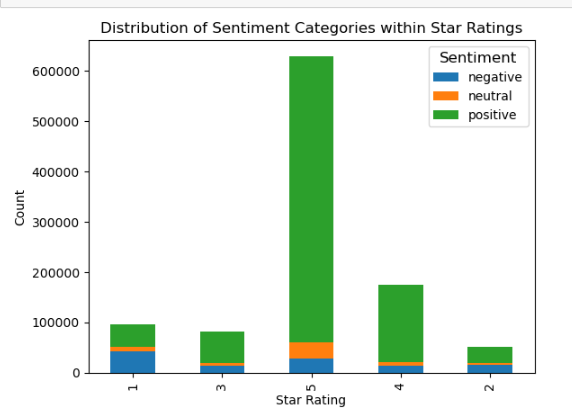 Distribution of Sentiment Categories within Star Ratings
Sentiment
negative
neutral
positive
Count
600000
500000
400000
300000
200000
100000
0
1
3
5
4
2
Star Rating